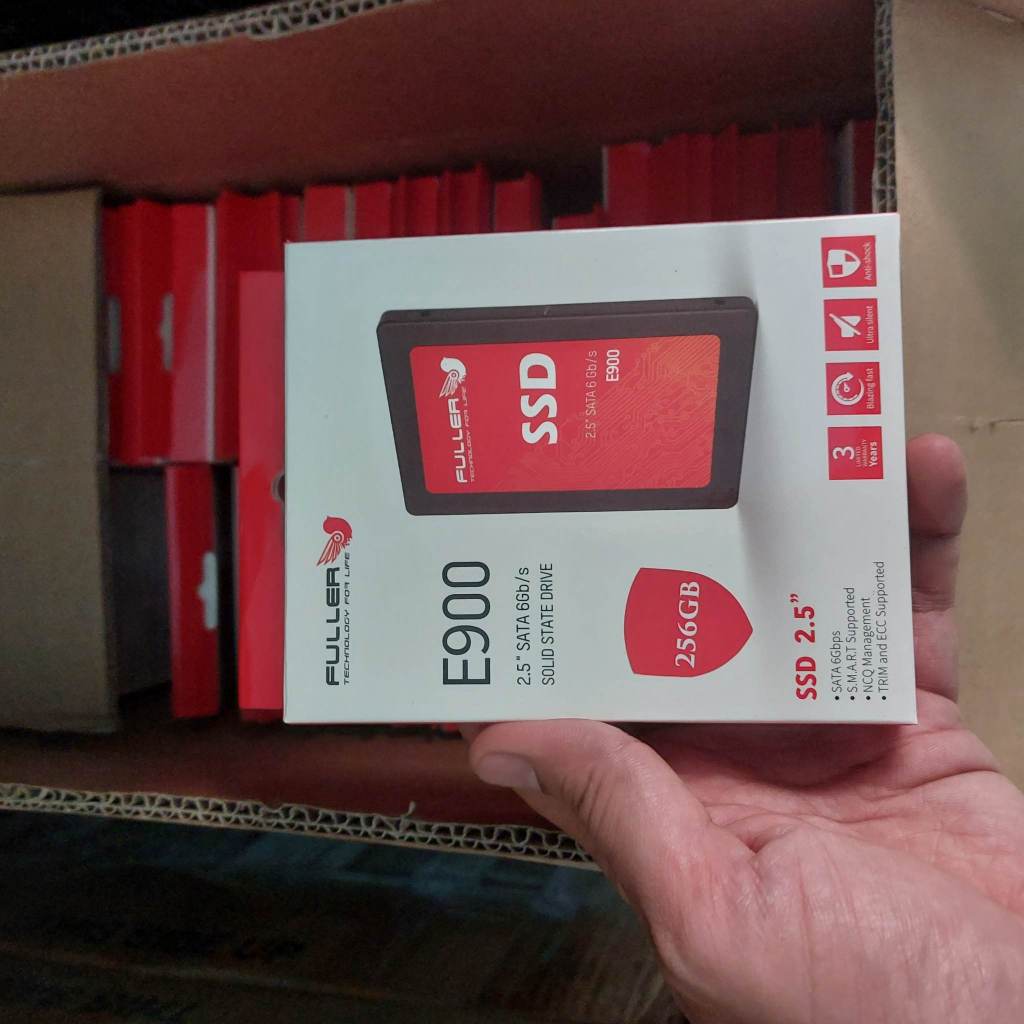 FULLER
TECHNOLOGY FOR LIFE
E900
2.5" SATA 6Gb/s
SOLID STATE DRIVE
FULLER
TECHNOLOGY FOR LIFE
SSD
2.5" SATA 6 Gb/s
E900
256GB
SSD 2.5”
• SATA 6Gbps
• S.M.A.R.T Supported
• NCQ Management
• TRIM and ECC Supported
3
LIMITED
WARRANTY
Years
Blazing fast
Ultra silent
Anti-shock